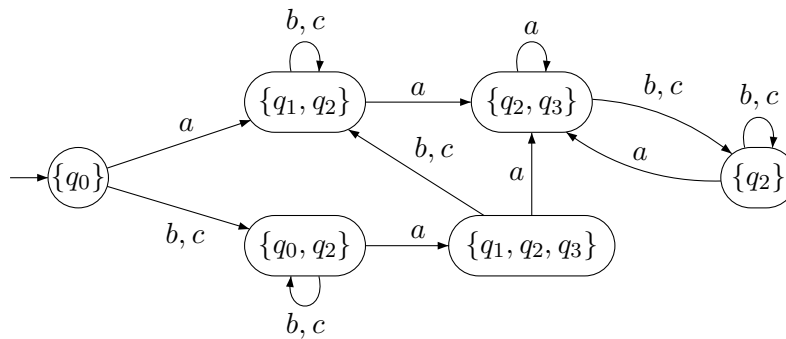 b, c
a
{q₁, q₂}
a
{q₂, q₃}
b, c
b, c
a
{q₀}
b, c
a
a
{q₂}
b, c
{q₀, q₂}
a
{q₁, q₂, q₃}
b, c